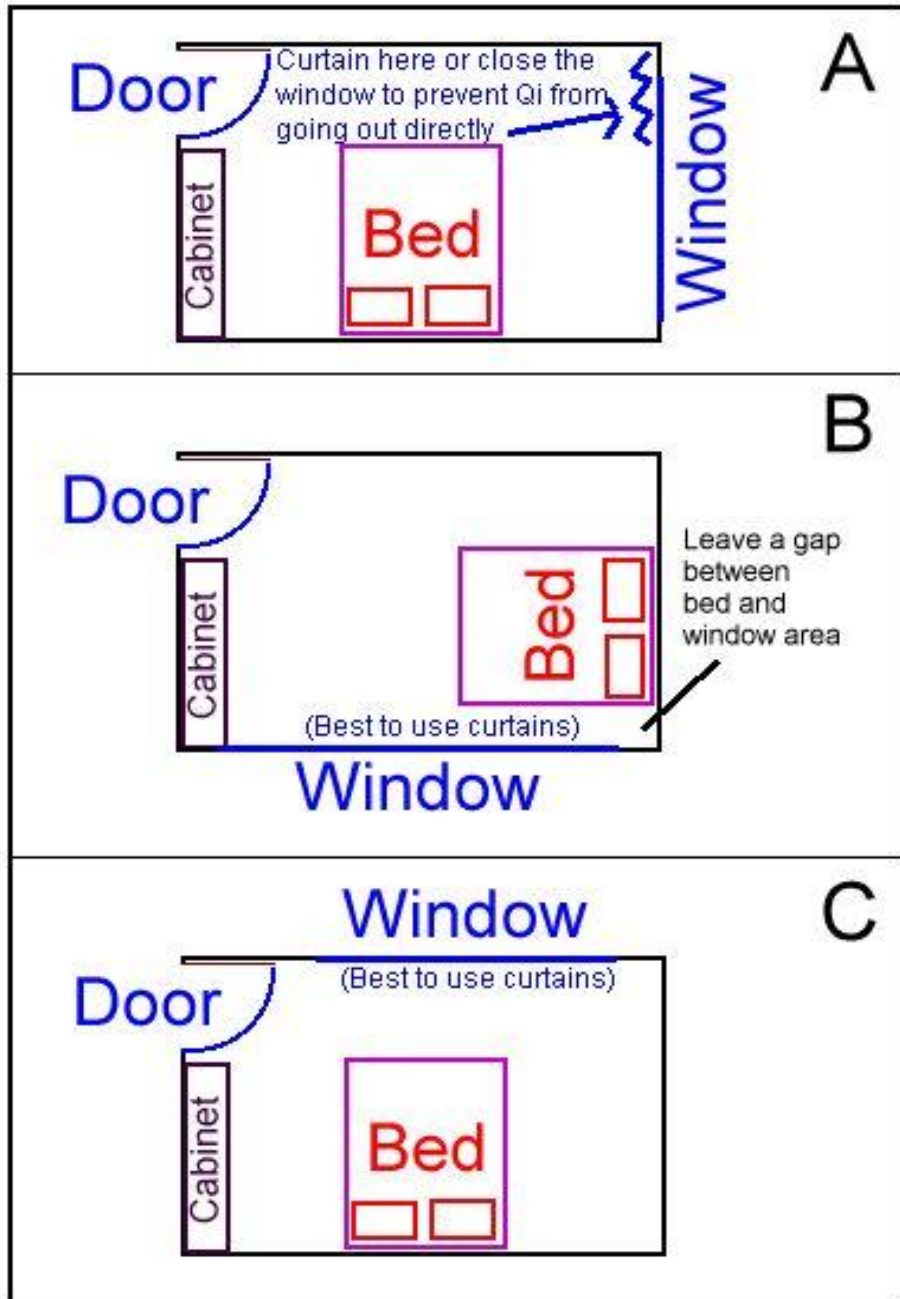 A
Door
Curtain here or close the
window to prevent Qi from
going out directly
Window
Cabinet
Bed
B
Door
Leave a gap
between
bed and
window area
Cabinet
Bed
(Best to use curtains)
Window
C
Window
(Best to use curtains)
Door
Cabinet
Bed